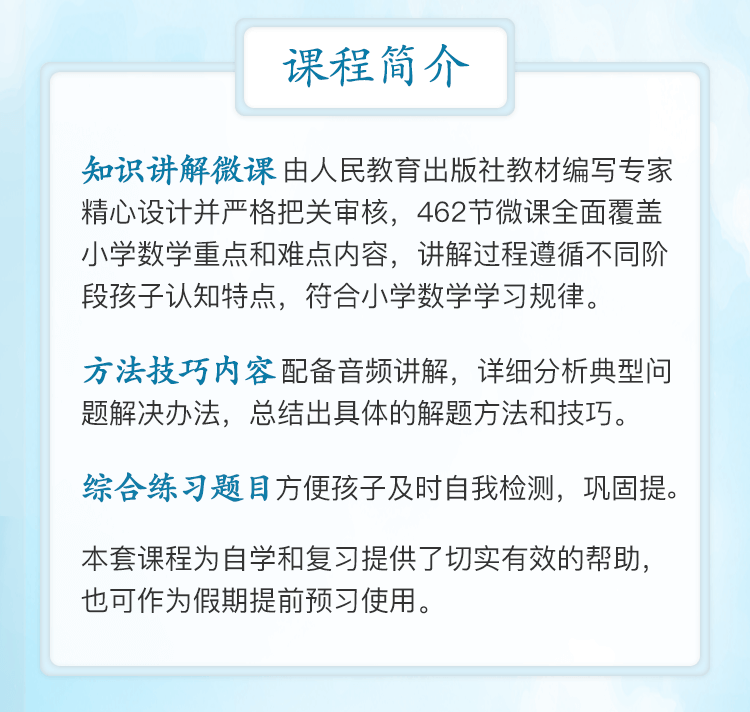 课程简介
知识讲解微课 由人民教育出版社教材编写专家
精心设计并严格把关审核，462节微课全面覆盖
小学数学重点和难点内容，讲解过程遵循不同阶
段孩子认知特点，符合小学数学学习规律。
方法技巧内容 配备音频讲解，详细分析典型问
题解决办法，总结出具体的解题方法和技巧。
综合练习题目方便孩子及时自我检测，巩固提。
本套课程为自学和复习提供了切实有效的帮助，
也可作为假期提前预习使用。